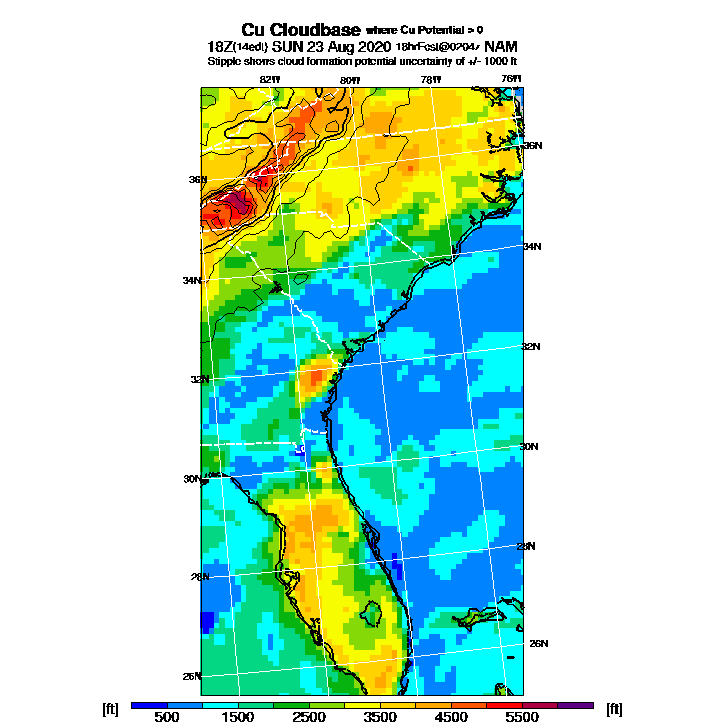 Cu Cloudbase where Cu Potential > 0
18Z(14edt) SUN 23 Aug 2020 18hrFcst@0204z NAM
Stipple shows cloud formation potential uncertainty of +/- 1000 ft
82W 80W 78W 76W
36N
36N
34N
34N
32N
32N
30N
30N
28N
28N
26N
26N
[ft] [ft]
500 1500 2500 3500 4500 5500